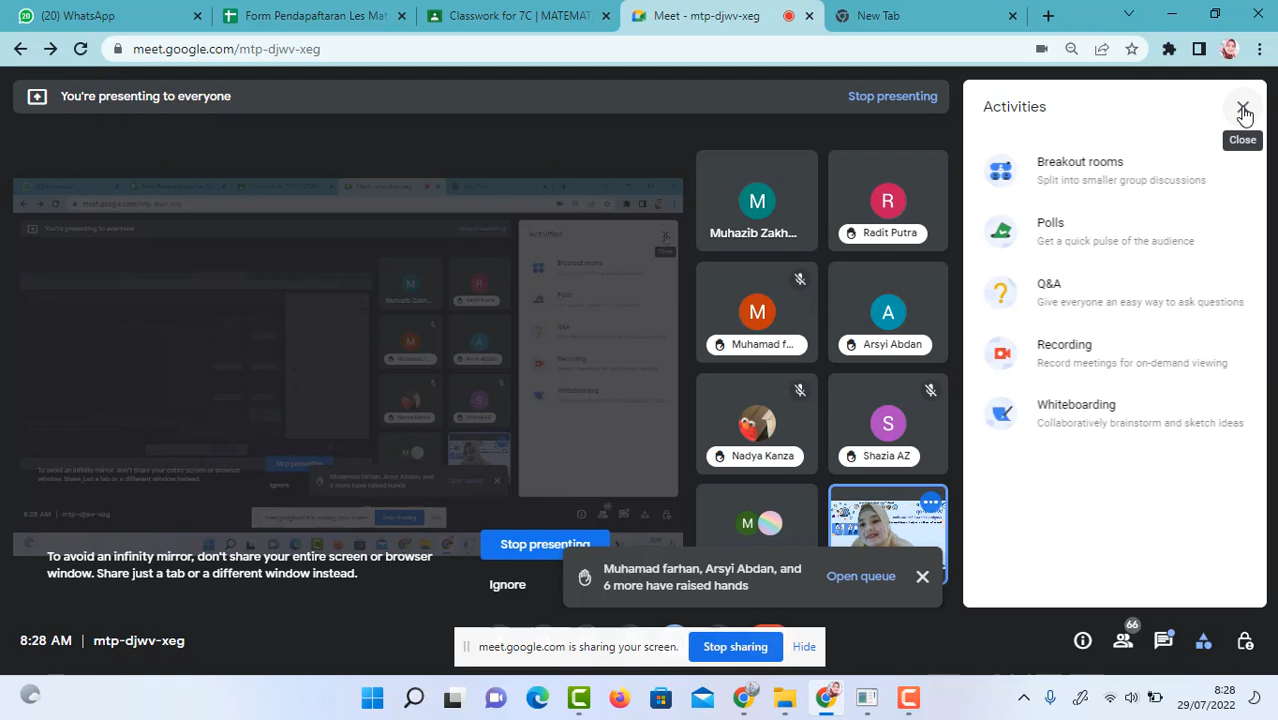 (20) WhatsApp
Form Pendapaftaran Les Mat
Classwork for 7C | MATEMAT
Meet - mtp-djwv-xeg
New Tab
meet.google.com/mtp-djwv-xeg
You're presenting to everyone
Stop presenting
Activities
Close
Breakout rooms
Split into smaller group discussions
Polls
Get a quick pulse of the audience
Q&A
Give everyone an easy way to ask questions
Recording
Record meetings for on-demand viewing
Whiteboarding
Collaboratively brainstorm and sketch ideas
M
Muhazib Zakh...
R
Radit Putra
M
Muhamad f...
A
Arsyi Abdan
Nadya Kanza
S
Shazia AZ
M
To avoid an infinity mirror, don't share your entire screen or browser
window. Share just a tab or a different window instead.
Stop presenting
Ignore
Muhamad farhan, Arsyi Abdan, and
6 more have raised hands
Open queue
8:28 AM | mtp-djwv-xeg
meet.google.com is sharing your screen.
Stop sharing
Hide
66
8:28
29/07/2022